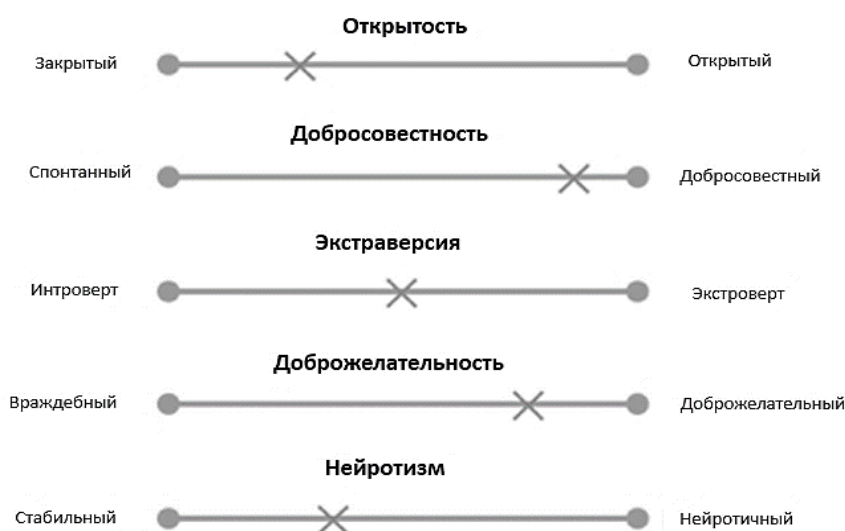 Открытость
Закрытый
Открытый
Добросовестность
Спонтанный
Добросовестный
Экстраверсия
Интроверт
Экстроверт
Доброжелательность
Враждебный
Доброжелательный
Нейротизм
Стабильный
Нейротичный